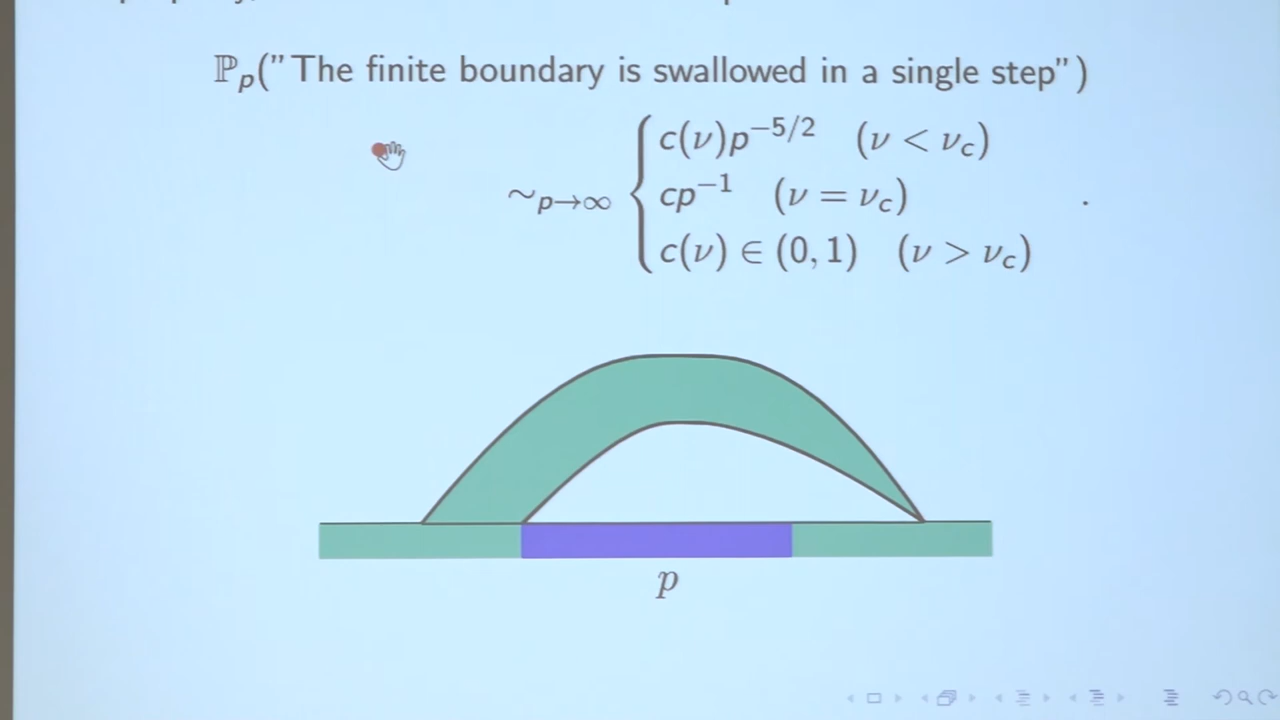 ℙ_p("The finite boundary is swallowed in a single step")
c(ν)p^{-5/2} (ν < ν_c)
∼_{p→∞} { cp^{-1} (ν = ν_c) .
c(ν) ∈ (0, 1) (ν > ν_c)
p